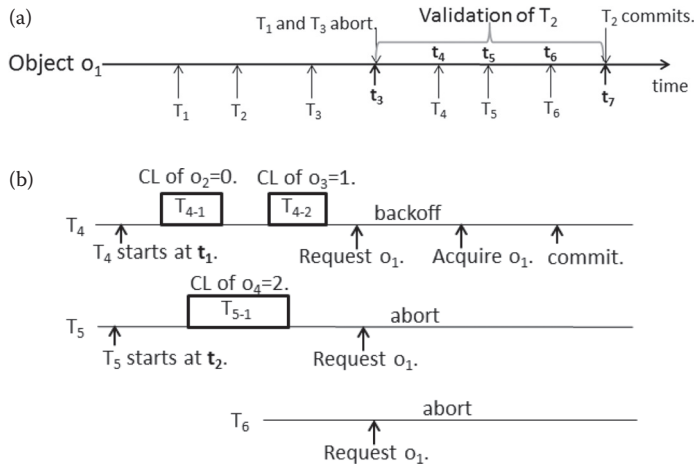 (a)
T1 and T3 abort.
Validation of T2
T2 commits.
Object o1
t4 t5 t6
time
T1 T2 T3 t3 T4 T5 T6 t7
(b)
CL of o2=0. CL of o3=1.
T4 T4-1 T4-2 backoff
T4 starts at t1. Request o1. Acquire o1. commit.
CL of o4=2.
T5 T5-1 abort
T5 starts at t2. Request o1.
T6 abort
Request o1.